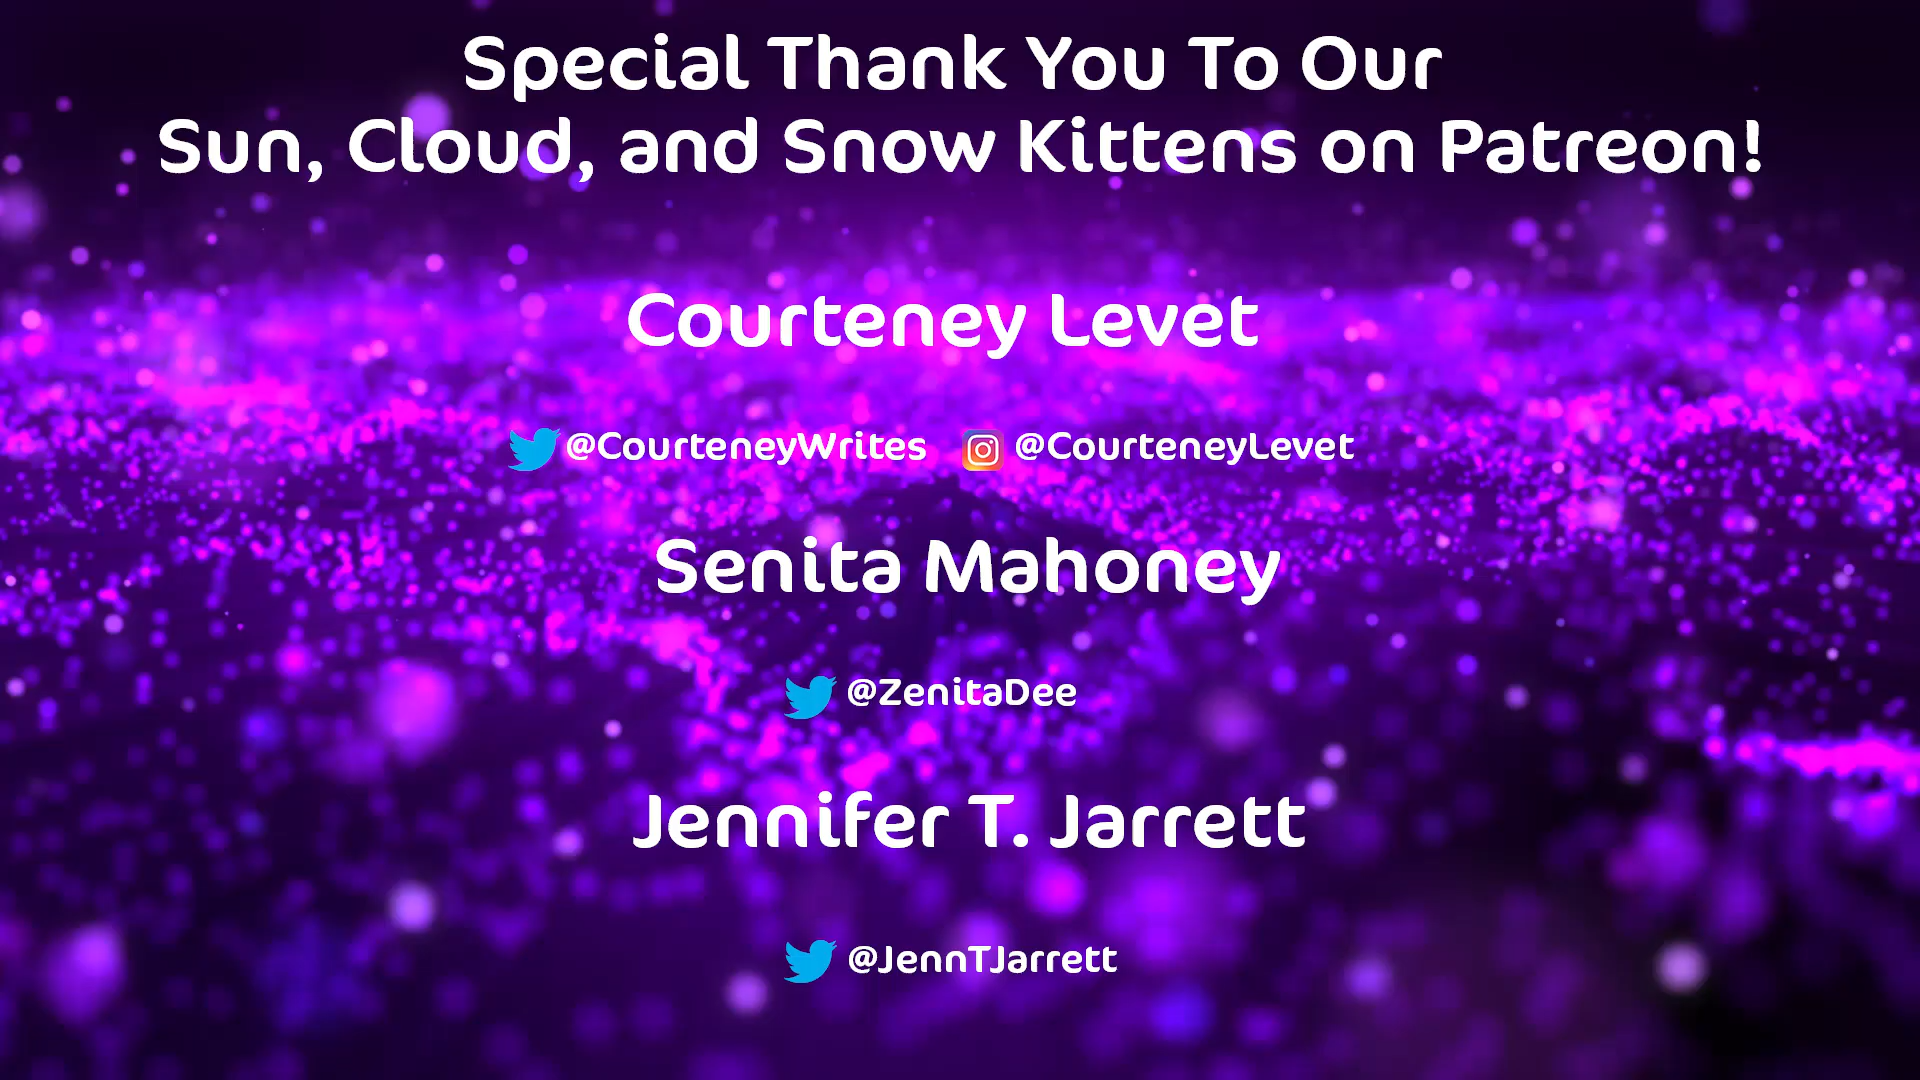 Special Thank You To Our
Sun, Cloud, and Snow Kittens on Patreon!
Courteney Levet
@CourteneyWrites @CourteneyLevet
Senita Mahoney
@ZenitaDee
Jennifer T. Jarrett
@JennTJarrett